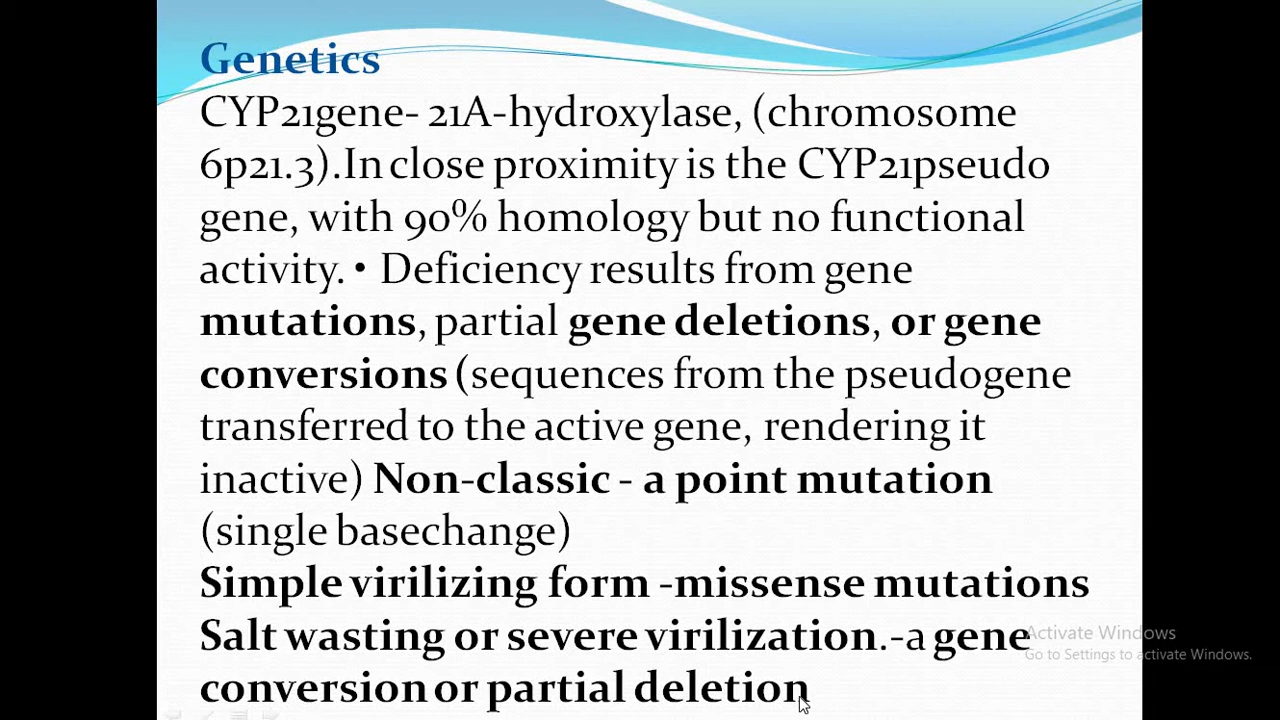 Genetics
CYP21gene- 21A-hydroxylase, (chromosome
6p21.3).In close proximity is the CYP21pseudo
gene, with 90% homology but no functional
activity. • Deficiency results from gene
mutations, partial gene deletions, or gene
conversions (sequences from the pseudogene
transferred to the active gene, rendering it
inactive) Non-classic - a point mutation
(single basechange)
Simple virilizing form -missense mutations
Salt wasting or severe virilization.-a gene
conversion or partial deletion
Activate Windows
Go to Settings to activate Windows.